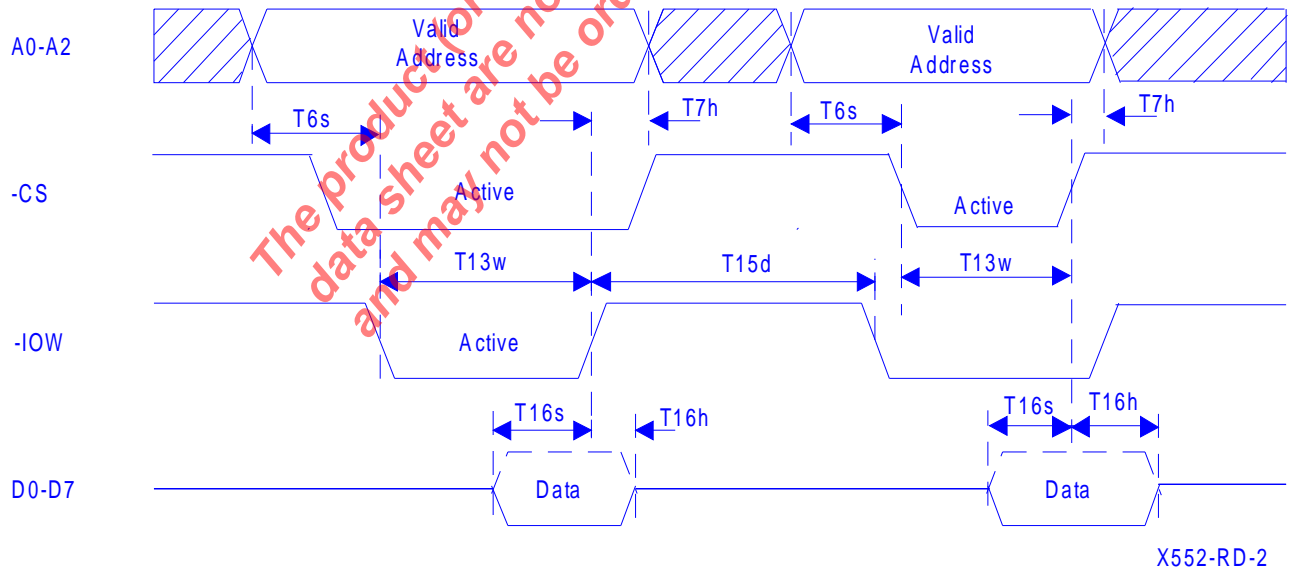 A0-A2
Valid
Address
Valid
Address
T6s
T7h
T6s
T7h
-CS
Active
Active
T13w
T15d
T13w
-IOW
Active
T16s
T16h
T16s
T16h
D0-D7
Data
Data
X552-RD-2
The product (or
data sheet are no
and may not be or